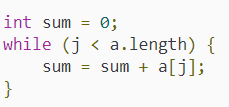 int sum = 0;
while (j < a.length) {
    sum = sum + a[j];
}